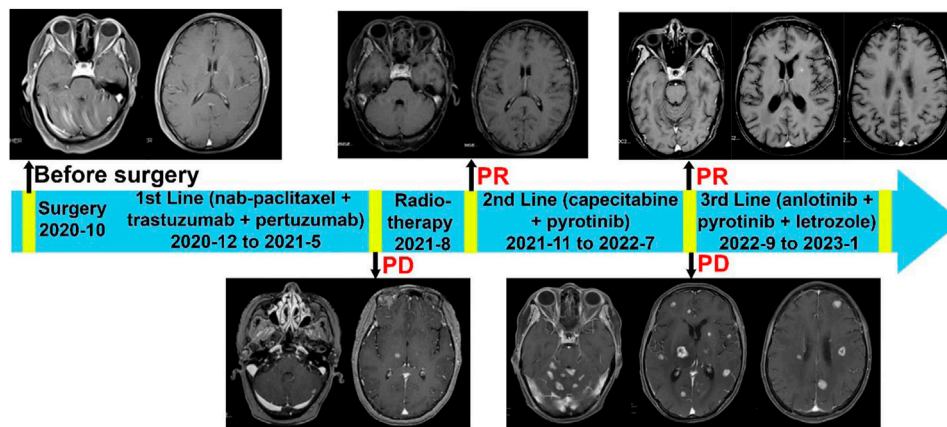 Before surgery
PR
PR
Surgery
2020-10
1st Line (nab-paclitaxel +
trastuzumab + pertuzumab)
2020-12 to 2021-5
Radio-
therapy
2021-8
2nd Line (capecitabine
+ pyrotinib)
2021-11 to 2022-7
3rd Line (anlotinib +
pyrotinib + letrozole)
2022-9 to 2023-1
PD
PD